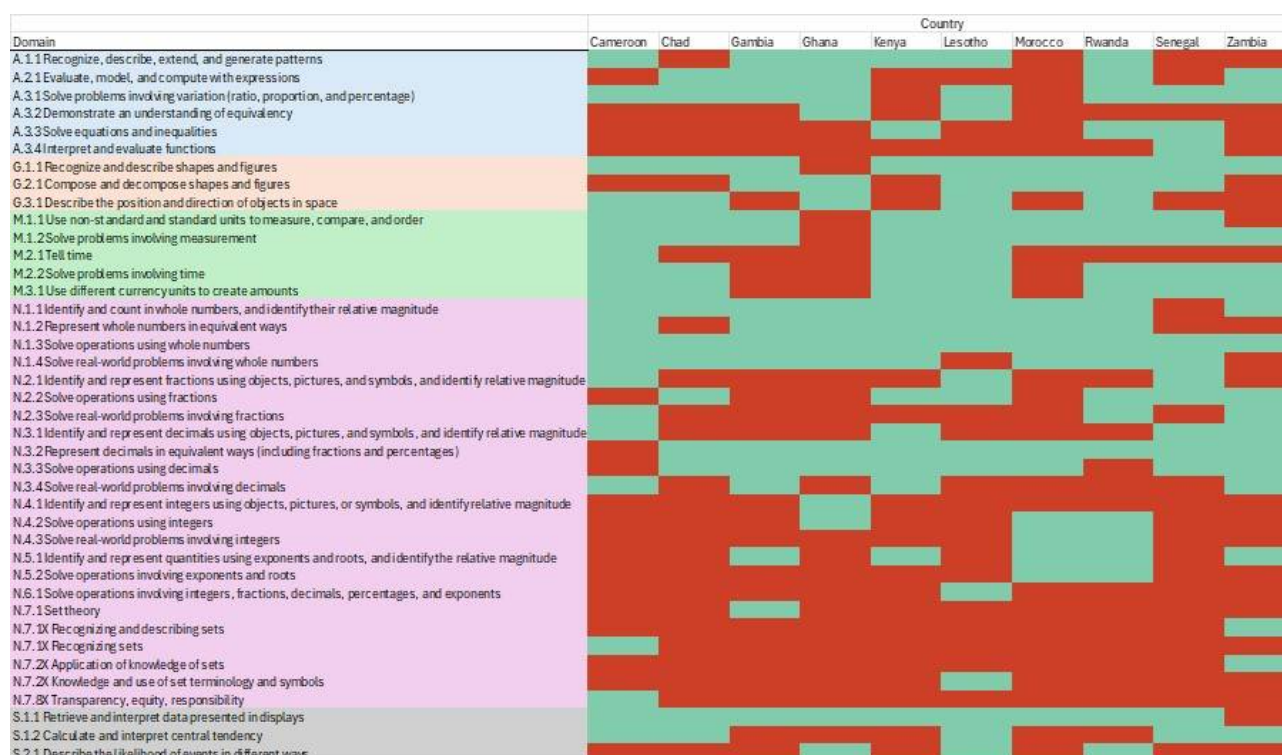 Country
Domain Cameroon Chad Gambia Ghana Kenya Lesotho Morocco Rwanda Senegal Zambia
A.1.1 Recognize, describe, extend, and generate patterns
A.2.1 Evaluate, model, and compute with expressions
A.3.1 Solve problems involving variation (ratio, proportion, and percentage)
A.3.2 Demonstrate an understanding of equivalency
A.3.3 Solve equations and inequalities
A.3.4 Interpret and evaluate functions
G.1.1 Recognize and describe shapes and figures
G.2.1 Compose and decompose shapes and figures
G.3.1 Describe the position and direction of objects in space
M.1.1 Use non-standard and standard units to measure, compare, and order
M.1.2 Solve problems involving measurement
M.2.1 Tell time
M.2.2 Solve problems involving time
M.3.1 Use different currency units to create amounts
N.1.1 Identify and count in whole numbers, and identify their relative magnitude
N.1.2 Represent whole numbers in equivalent ways
N.1.3 Solve operations using whole numbers
N.1.4 Solve real-world problems involving whole numbers
N.2.1 Identify and represent fractions using objects, pictures, and symbols, and identify relative magnitude
N.2.2 Solve operations using fractions
N.2.3 Solve real-world problems involving fractions
N.3.1 Identify and represent decimals using objects, pictures, and symbols, and identify relative magnitude
N.3.2 Represent decimals in equivalent ways (including fractions and percentages)
N.3.3 Solve operations using decimals
N.3.4 Solve real-world problems involving decimals
N.4.1 Identify and represent integers using objects, pictures, or symbols, and identify relative magnitude
N.4.2 Solve operations using integers
N.4.3 Solve real-world problems involving integers
N.5.1 Identify and represent quantities using exponents and roots, and identify the relative magnitude
N.5.2 Solve operations involving exponents and roots
N.6.1 Solve operations involving integers, fractions, decimals, percentages, and exponents
N.7.1 Set theory
N.7.1X Recognizing and describing sets
N.7.1X Recognizing sets
N.7.2X Application of knowledge of sets
N.7.2X Knowledge and use of set terminology and symbols
N.7.8X Transparency, equity, responsibility
S.1.1 Retrieve and interpret data presented in displays
S.1.2 Calculate and interpret central tendency
S.2.1 Describe the likelihood of events in different ways